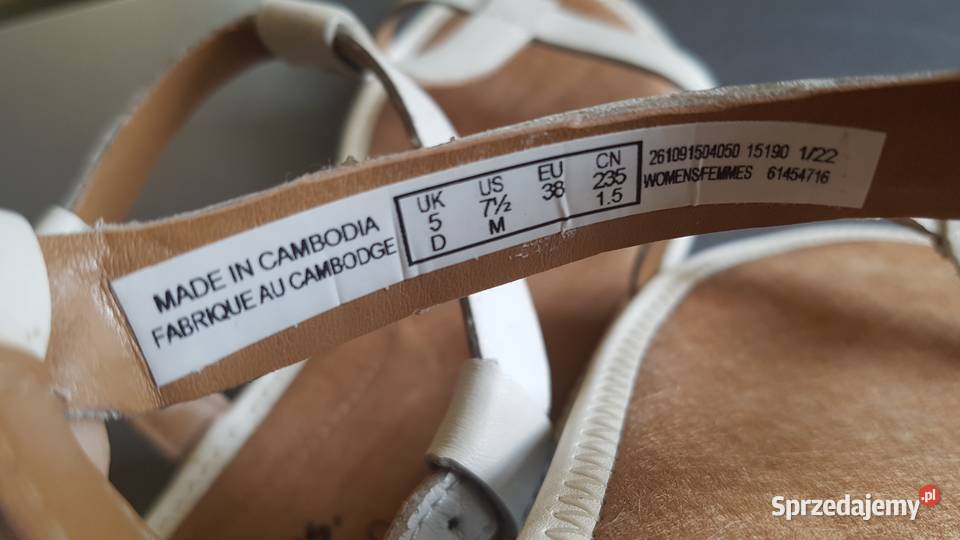 MADE IN CAMBODIA
FABRIQUE AU CAMBODGE
UK US EU CN
5 7½ 38 235
D M 1.5
261091504050 15190 1/22
WOMENS/FEMMES 61454716
Sprzedajemy.pl